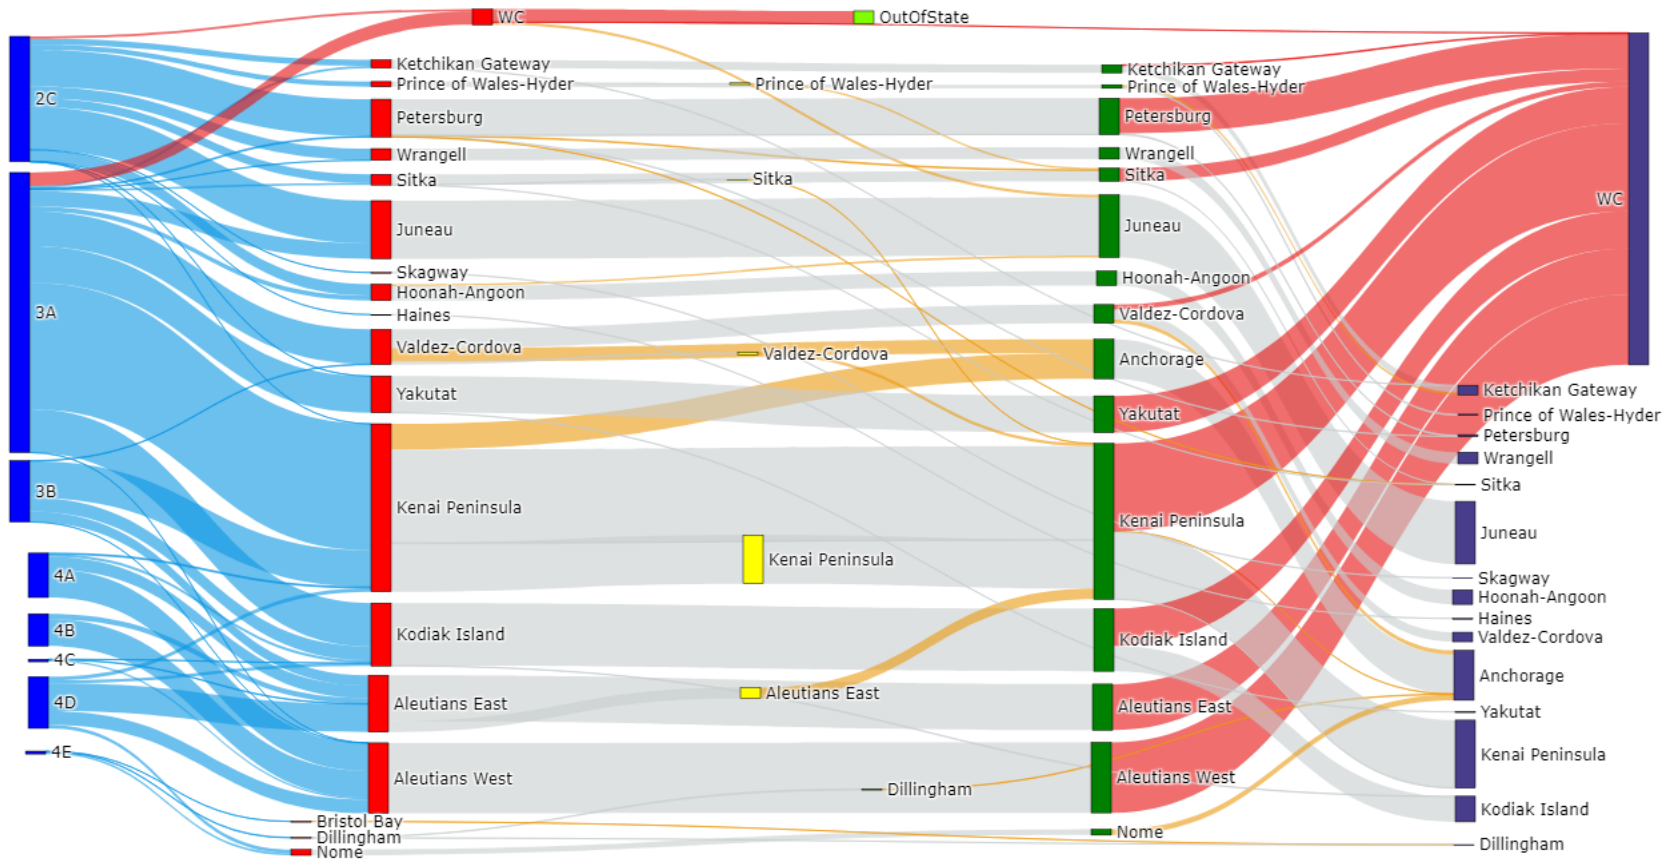 2C
3A
3B
4A
4B
4C
4D
4E
WC
Ketchikan Gateway
Prince of Wales-Hyder
Petersburg
Wrangell
Sitka
Juneau
Skagway
Hoonah-Angoon
Haines
Valdez-Cordova
Yakutat
Kenai Peninsula
Kodiak Island
Aleutians East
Aleutians West
Bristol Bay
Dillingham
Nome
OutOfState
Prince of Wales-Hyder
Sitka
Valdez-Cordova
Kenai Peninsula
Aleutians East
Dillingham
Ketchikan Gateway
Prince of Wales-Hyder
Petersburg
Wrangell
Sitka
Juneau
Hoonah-Angoon
Valdez-Cordova
Anchorage
Yakutat
Kenai Peninsula
Kodiak Island
Aleutians East
Aleutians West
Nome
WC
Ketchikan Gateway
Prince of Wales-Hyder
Petersburg
Wrangell
Sitka
Juneau
Skagway
Hoonah-Angoon
Haines
Valdez-Cordova
Anchorage
Yakutat
Kenai Peninsula
Kodiak Island
Dillingham